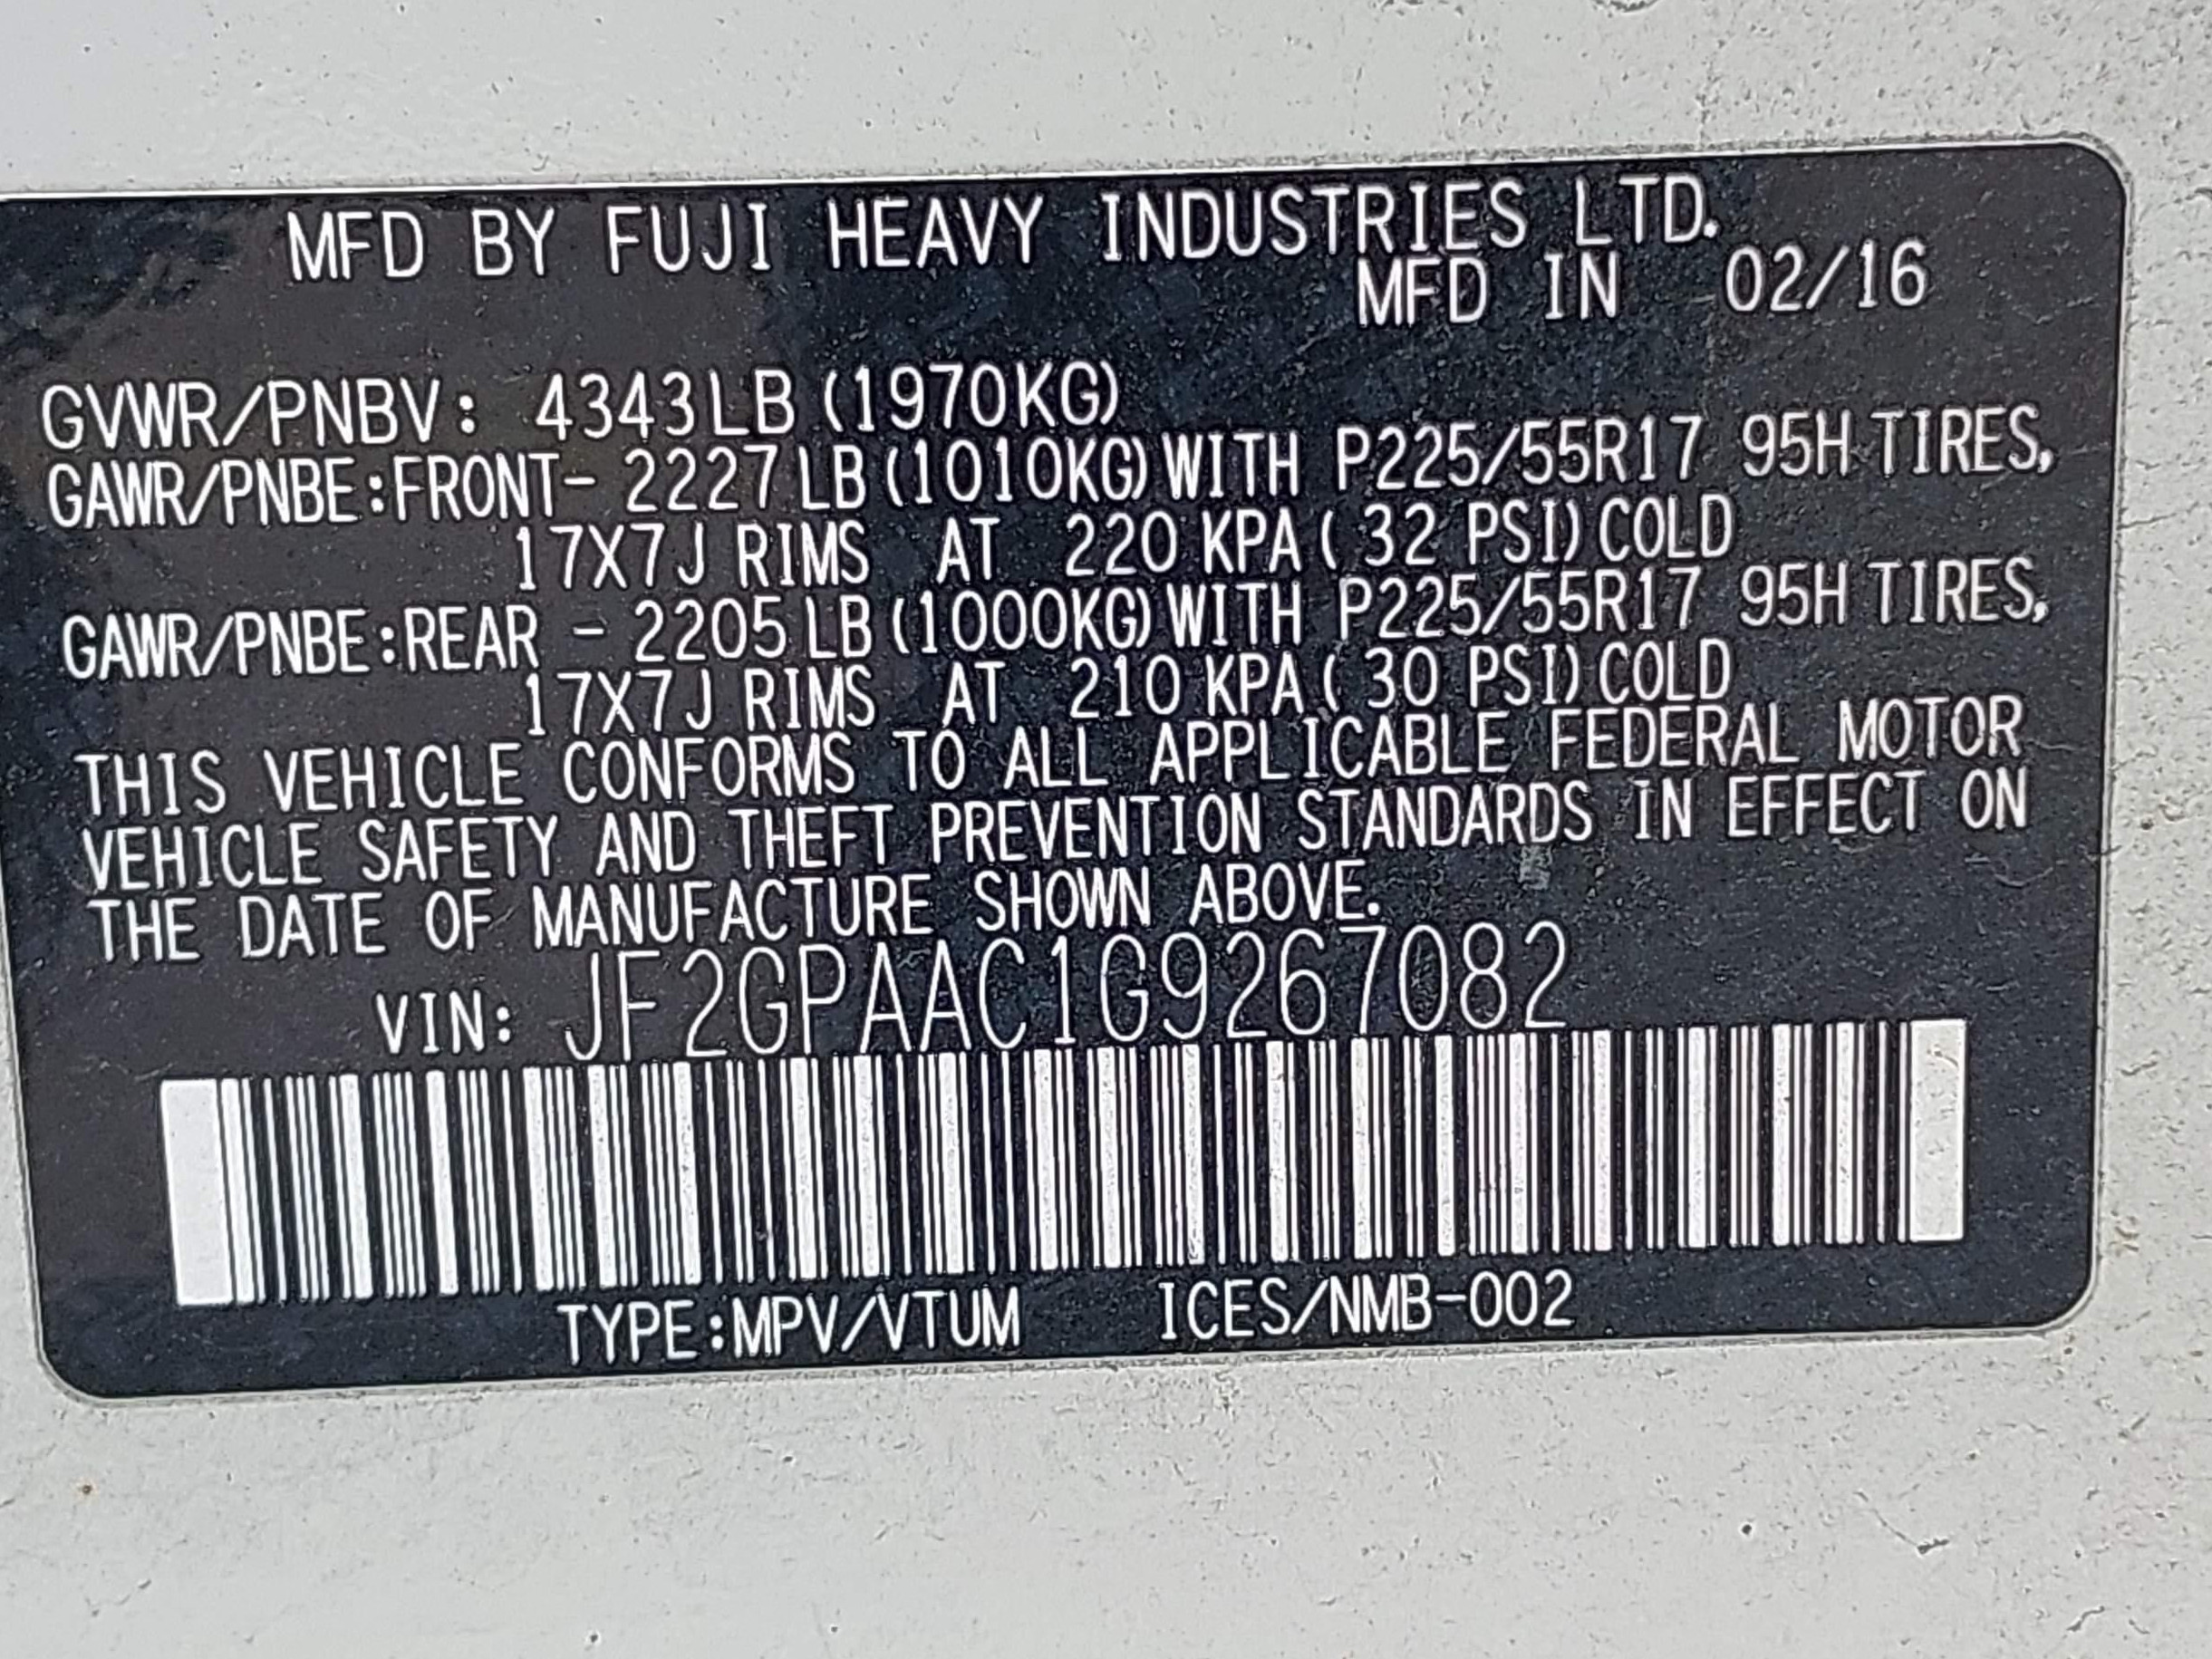 MFD BY FUJI HEAVY INDUSTRIES LTD.
MFD IN 02/16
GVWR/PNBV: 4343LB (1970KG)
GAWR/PNBE:FRONT- 2227 LB (1010KG) WITH P225/55R17 95H TIRES,
17X7J RIMS AT 220 KPA ( 32 PSI) COLD
GAWR/PNBE:REAR - 2205 LB (1000KG) WITH P225/55R17 95H TIRES,
17X7J RIMS AT 210 KPA ( 30 PSI) COLD
THIS VEHICLE CONFORMS TO ALL APPLICABLE FEDERAL MOTOR
VEHICLE SAFETY AND THEFT PREVENTION STANDARDS IN EFFECT ON
THE DATE OF MANUFACTURE SHOWN ABOVE.
VIN: JF2GPAAC1G9267082
TYPE:MPV/VTUM ICES/NMB-002